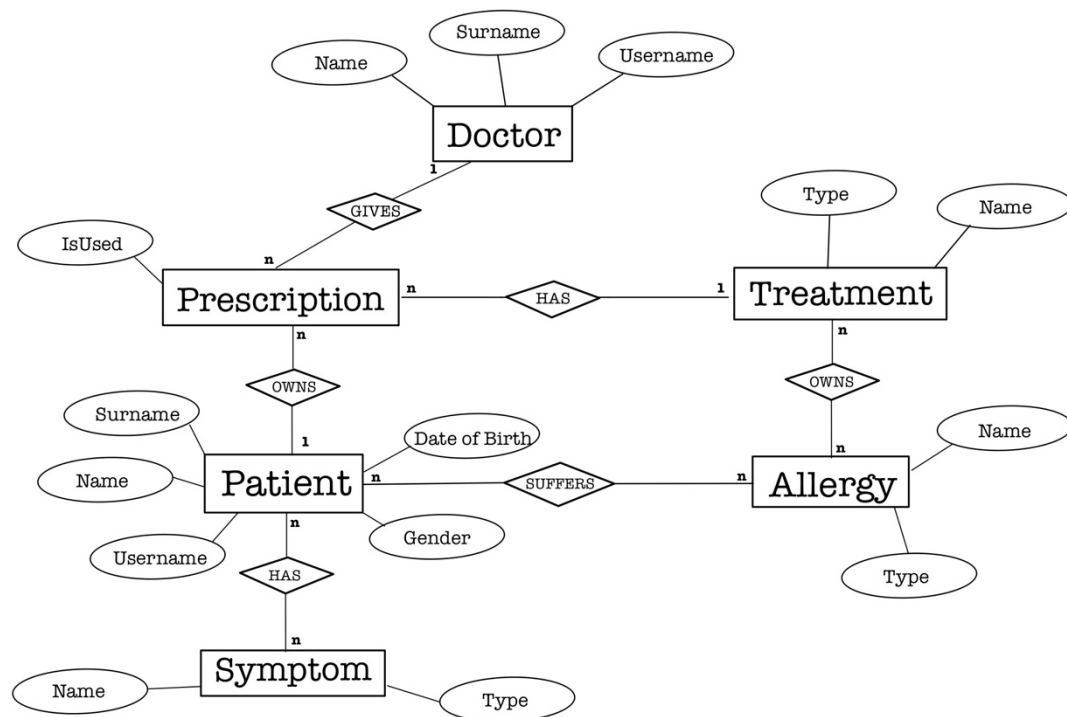 Surname
Name
Username
Doctor
1
GIVES
Type
Name
IsUsed
n
Prescription
n
HAS
1
Treatment
n
n
OWNS
OWNS
Surname
1
Date of Birth
n
Name
Name
Patient
n
SUFFERS
n
Allergy
n
Username
Gender
HAS
Type
n
Symptom
Name
Type